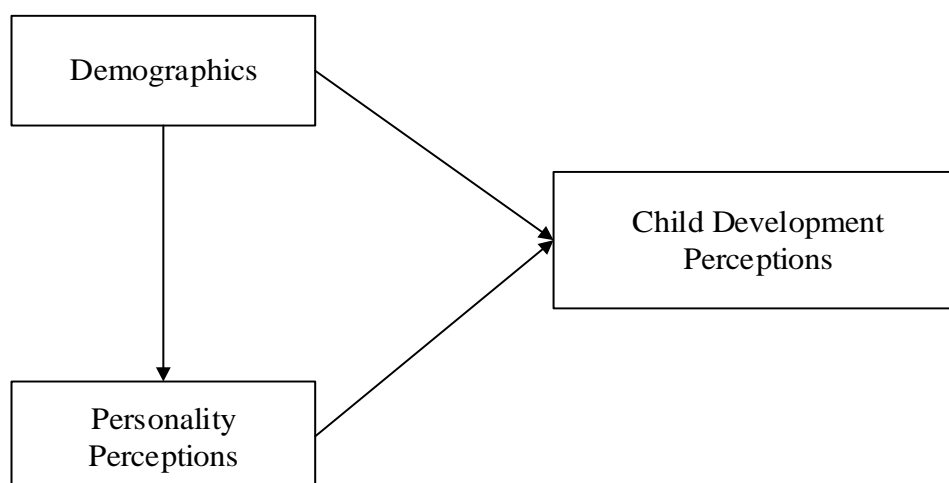 Demographics
Child Development
Perceptions
Personality
Perceptions